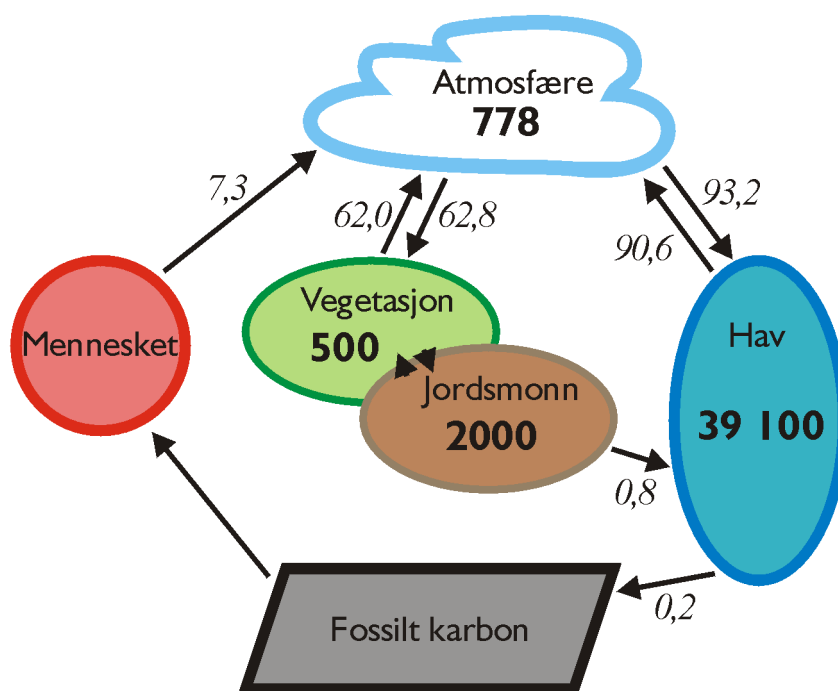 Atmosfære
778
7,3
62,0
62,8
93,2
90,6
Vegetasjon
500
Mennesket
Hav
39 100
Jordsmonn
2000
0,8
0,2
Fossilt karbon